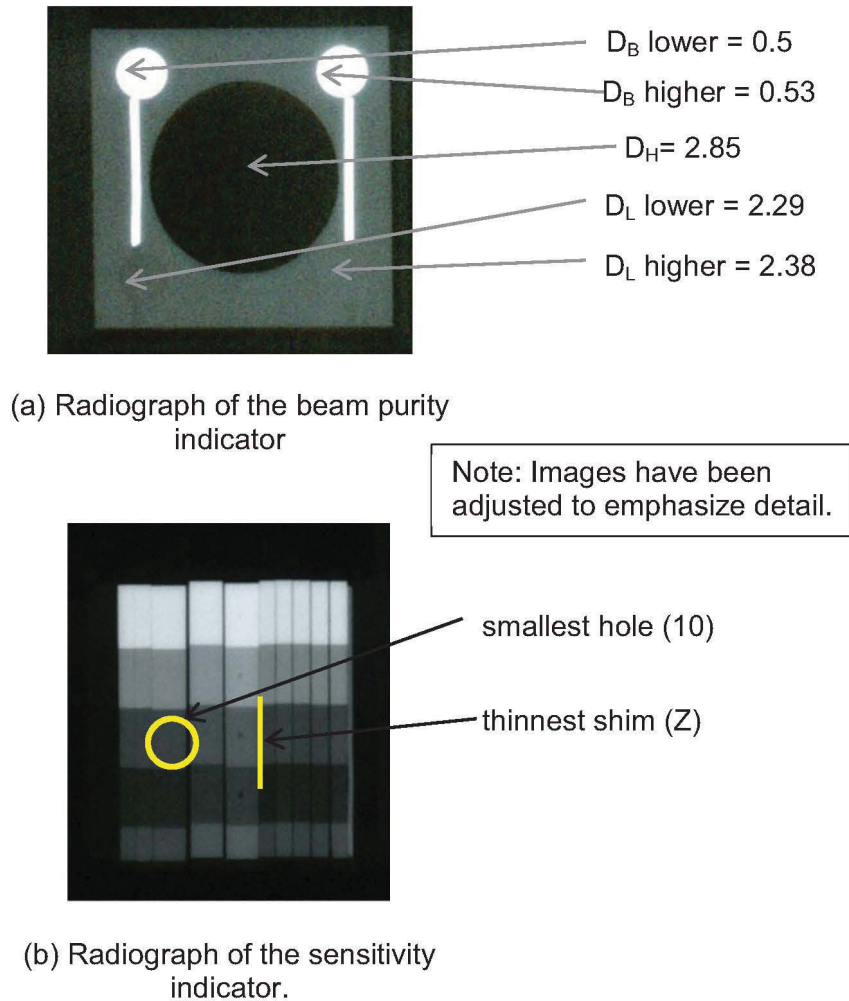 D_B lower = 0.5
D_B higher = 0.53
D_H= 2.85
D_L lower = 2.29
D_L higher = 2.38
(a) Radiograph of the beam purity
indicator
Note: Images have been
adjusted to emphasize detail.
smallest hole (10)
thinnest shim (Z)
(b) Radiograph of the sensitivity
indicator.